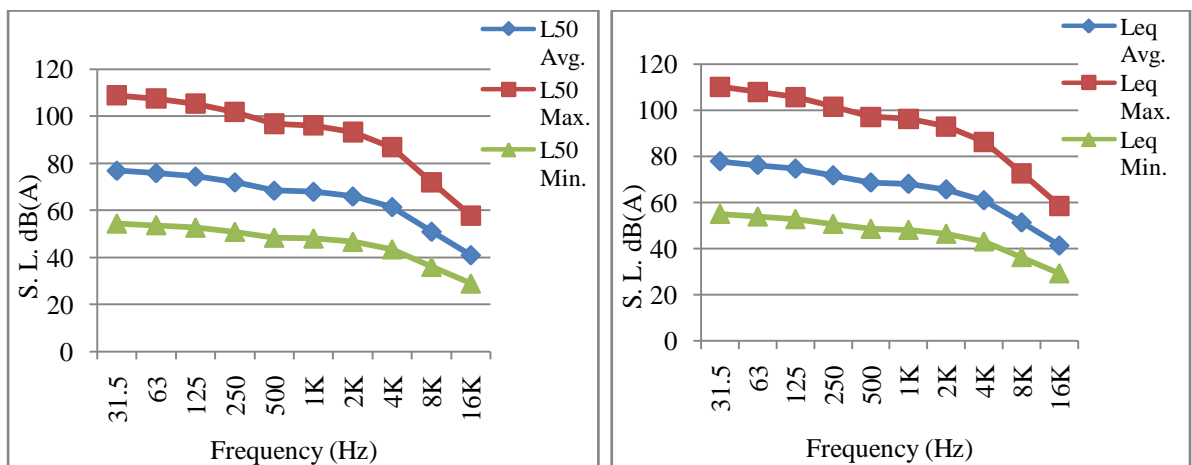 L50
Avg.
L50
Max.
L50
Min.
S. L. dB(A)
120
100
80
60
40
20
0
31.5
63
125
250
500
1K
2K
4K
8K
16K
Frequency (Hz)
Leq
Avg.
Leq
Max.
Leq
Min.
S. L. dB(A)
120
100
80
60
40
20
0
31.5
63
125
250
500
1K
2K
4K
8K
16K
Frequency (Hz)